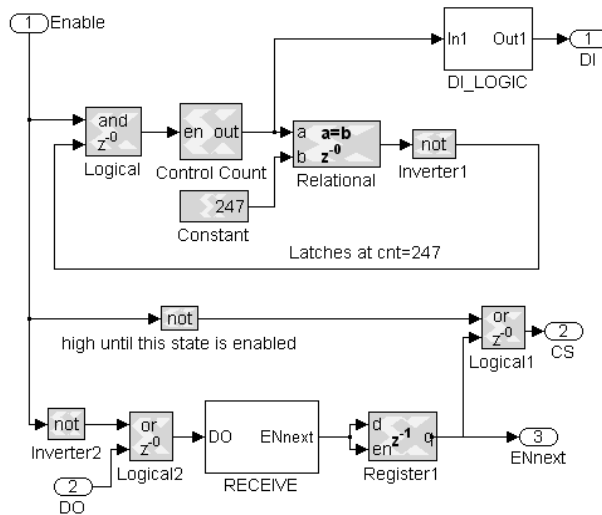 1 Enable
In1 Out1
DI_LOGIC
1
DI
and
z-0
Logical
en out
Control Count
a a=b
b z-0
Relational
not
Inverter1
247
Constant
Latches at cnt=247
not
high until this state is enabled
or
z-0
Logical1
2
CS
not
Inverter2
or
z-0
Logical2
2
DO
DO ENnext
RECEIVE
d
en z-1 q
Register1
3
ENnext